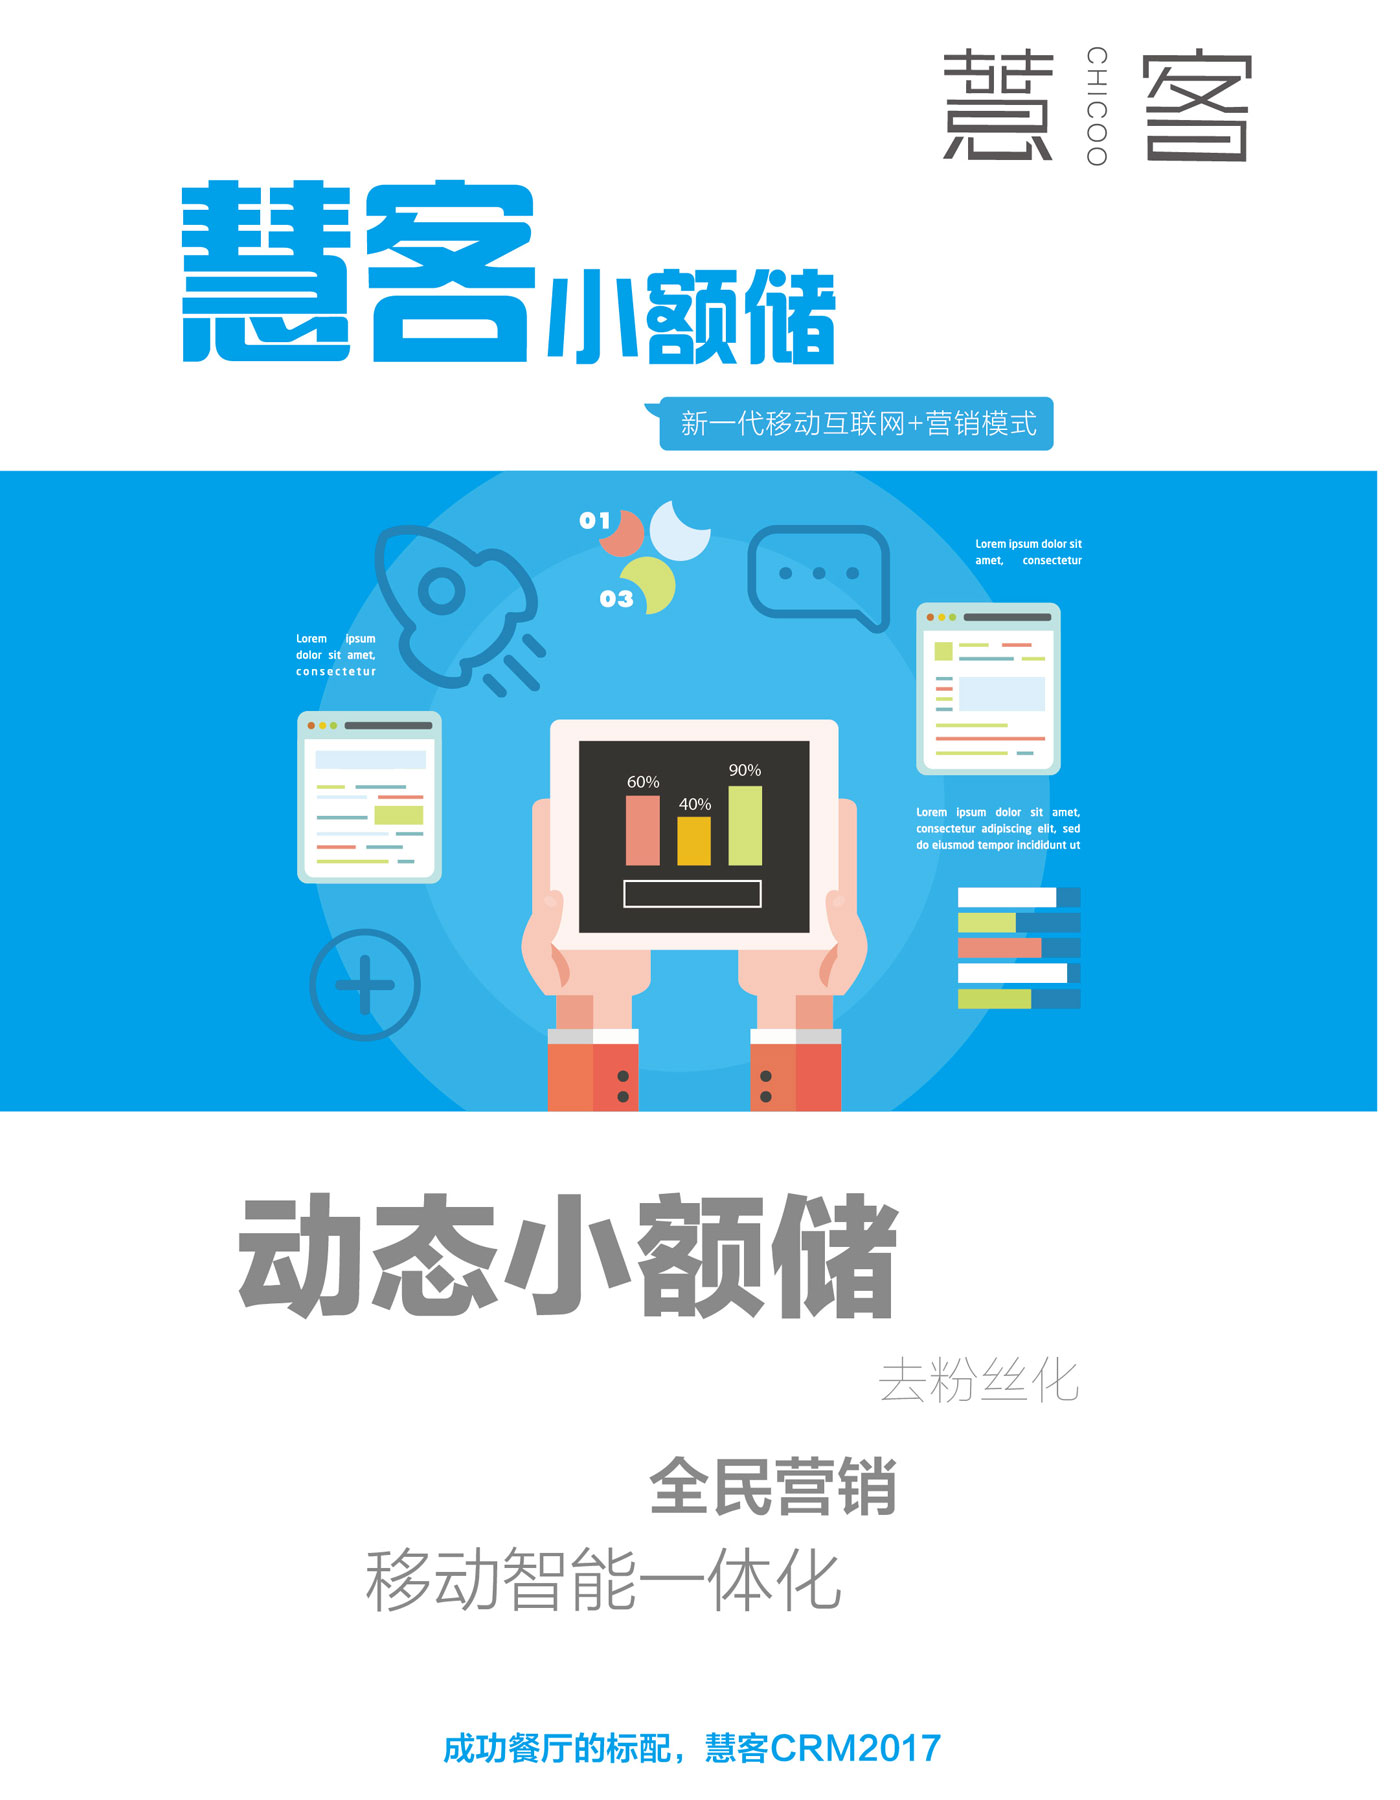 慧客
CHICOO
慧客小额储
新一代移动互联网+营销模式
01
03
Lorem ipsum dolor sit
amet, consectetur
Lorem ipsum
dolor sit amet,
consectetur
60%
40%
90%
Lorem ipsum dolor sit amet,
consectetur adipiscing elit, sed
do eiusmod tempor incididunt ut
动态小额储
去粉丝化
全民营销
移动智能一体化
成功餐厅的标配，慧客CRM2017